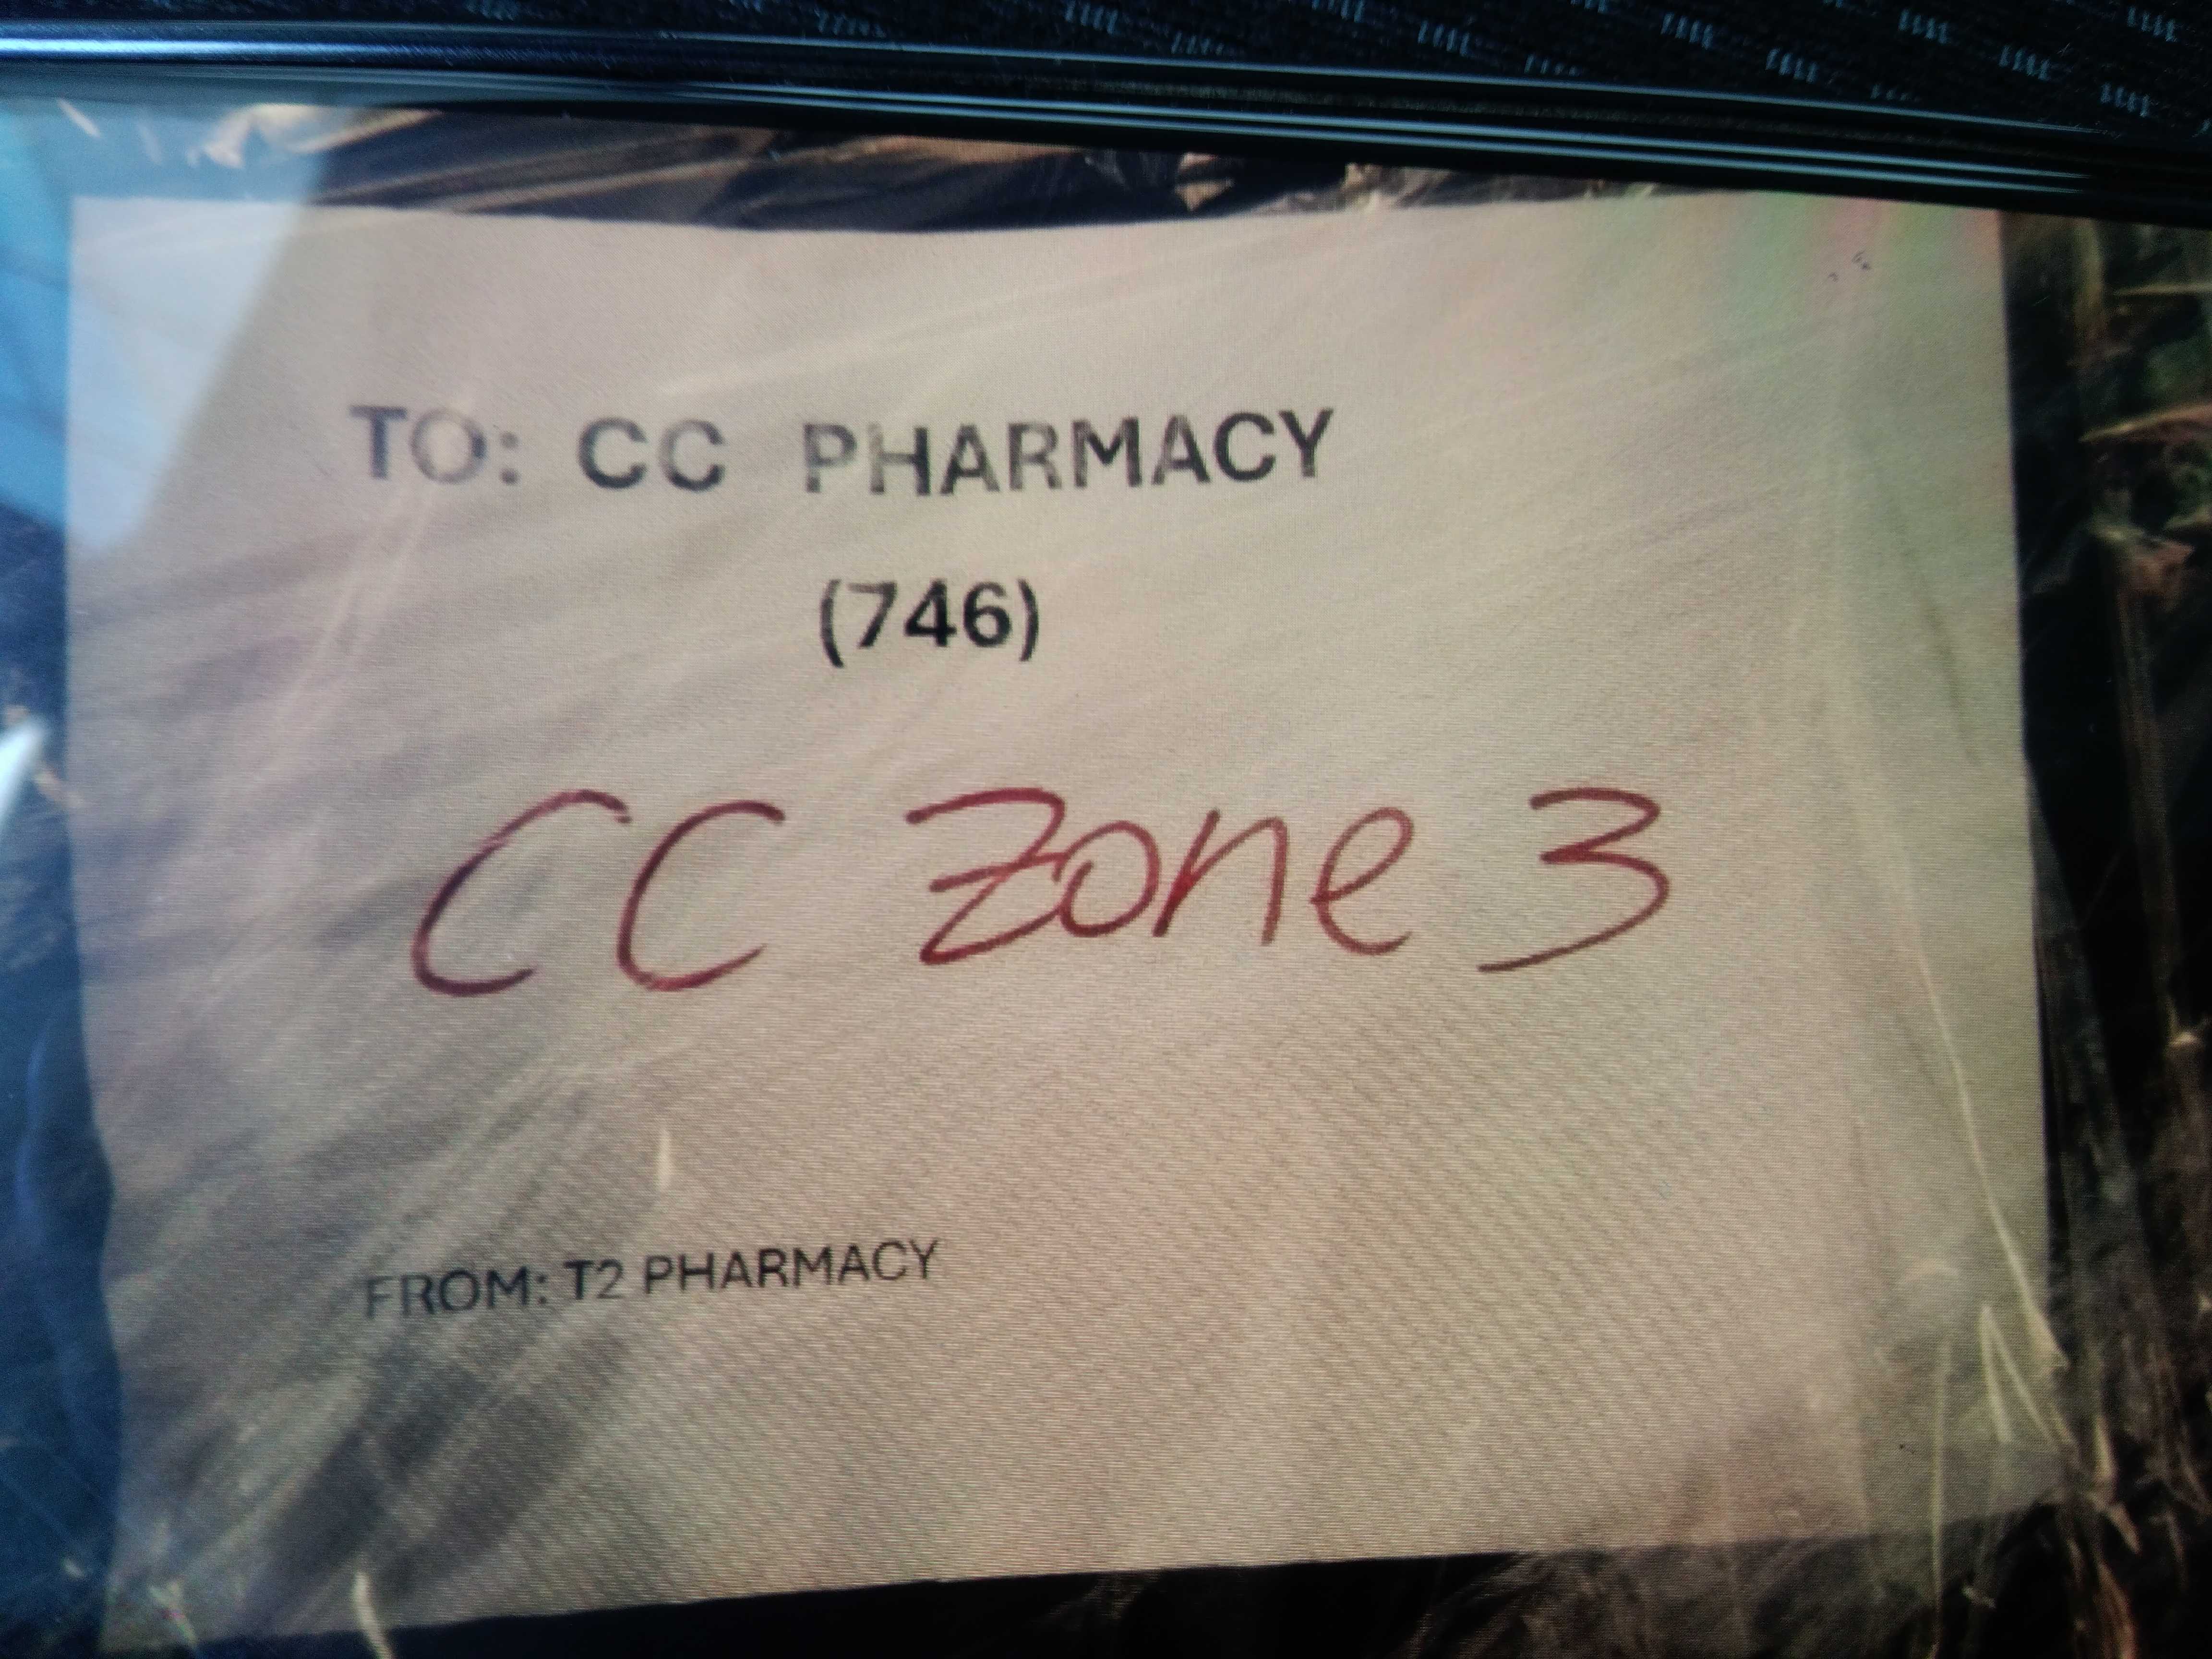 TO: CC PHARMACY
(746)
CC Zone 3
FROM: T2 PHARMACY